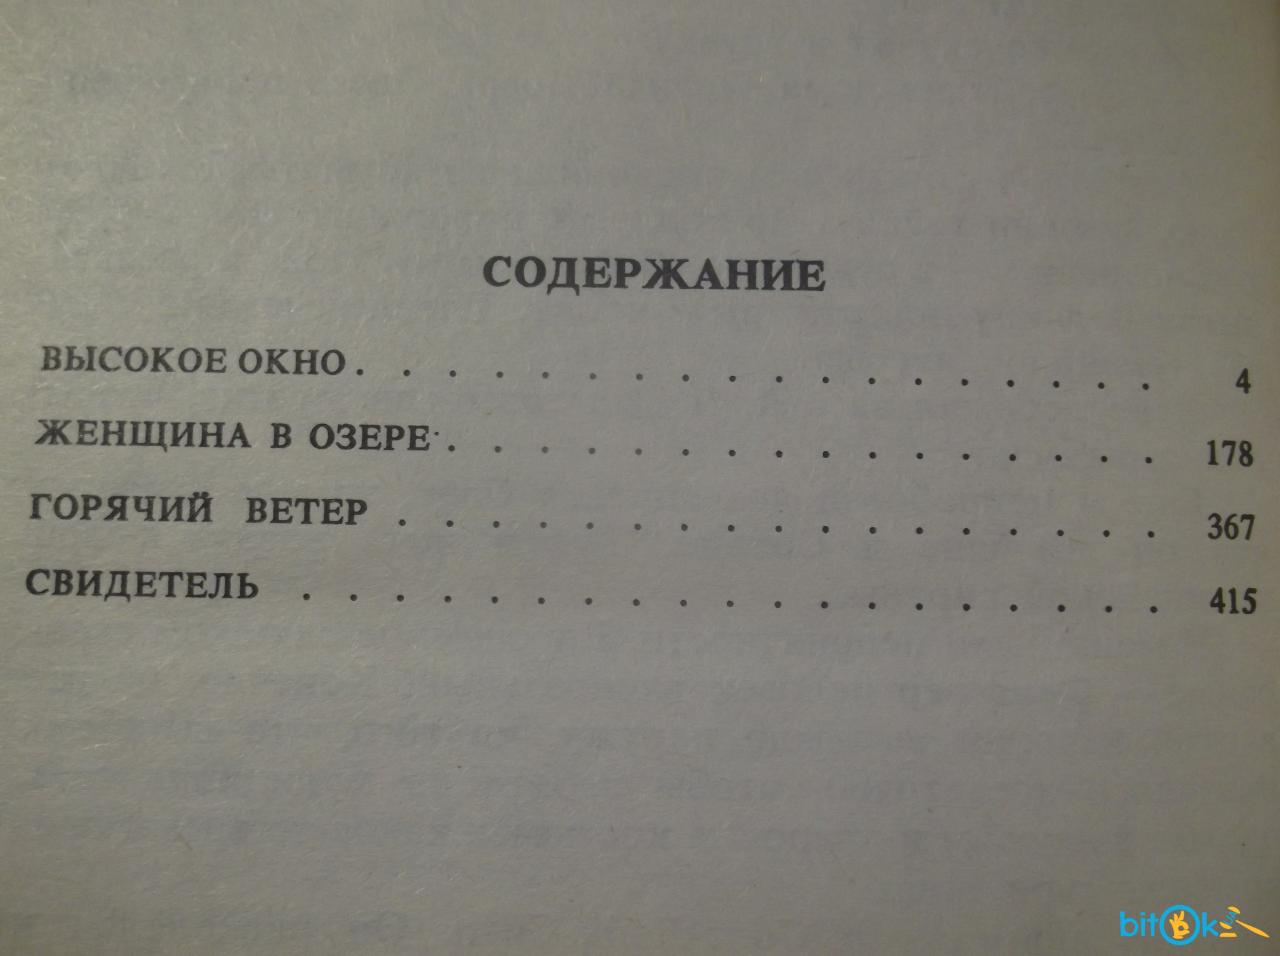 СОДЕРЖАНИЕ
ВЫСОКОЕ ОКНО . . . . . . . . . . . . . . . . . . 4
ЖЕНЩИНА В ОЗЕРЕ . . . . . . . . . . . . . . . . 178
ГОРЯЧИЙ ВЕТЕР . . . . . . . . . . . . . . . . . 367
СВИДЕТЕЛЬ . . . . . . . . . . . . . . . . . . . 415
bitOk